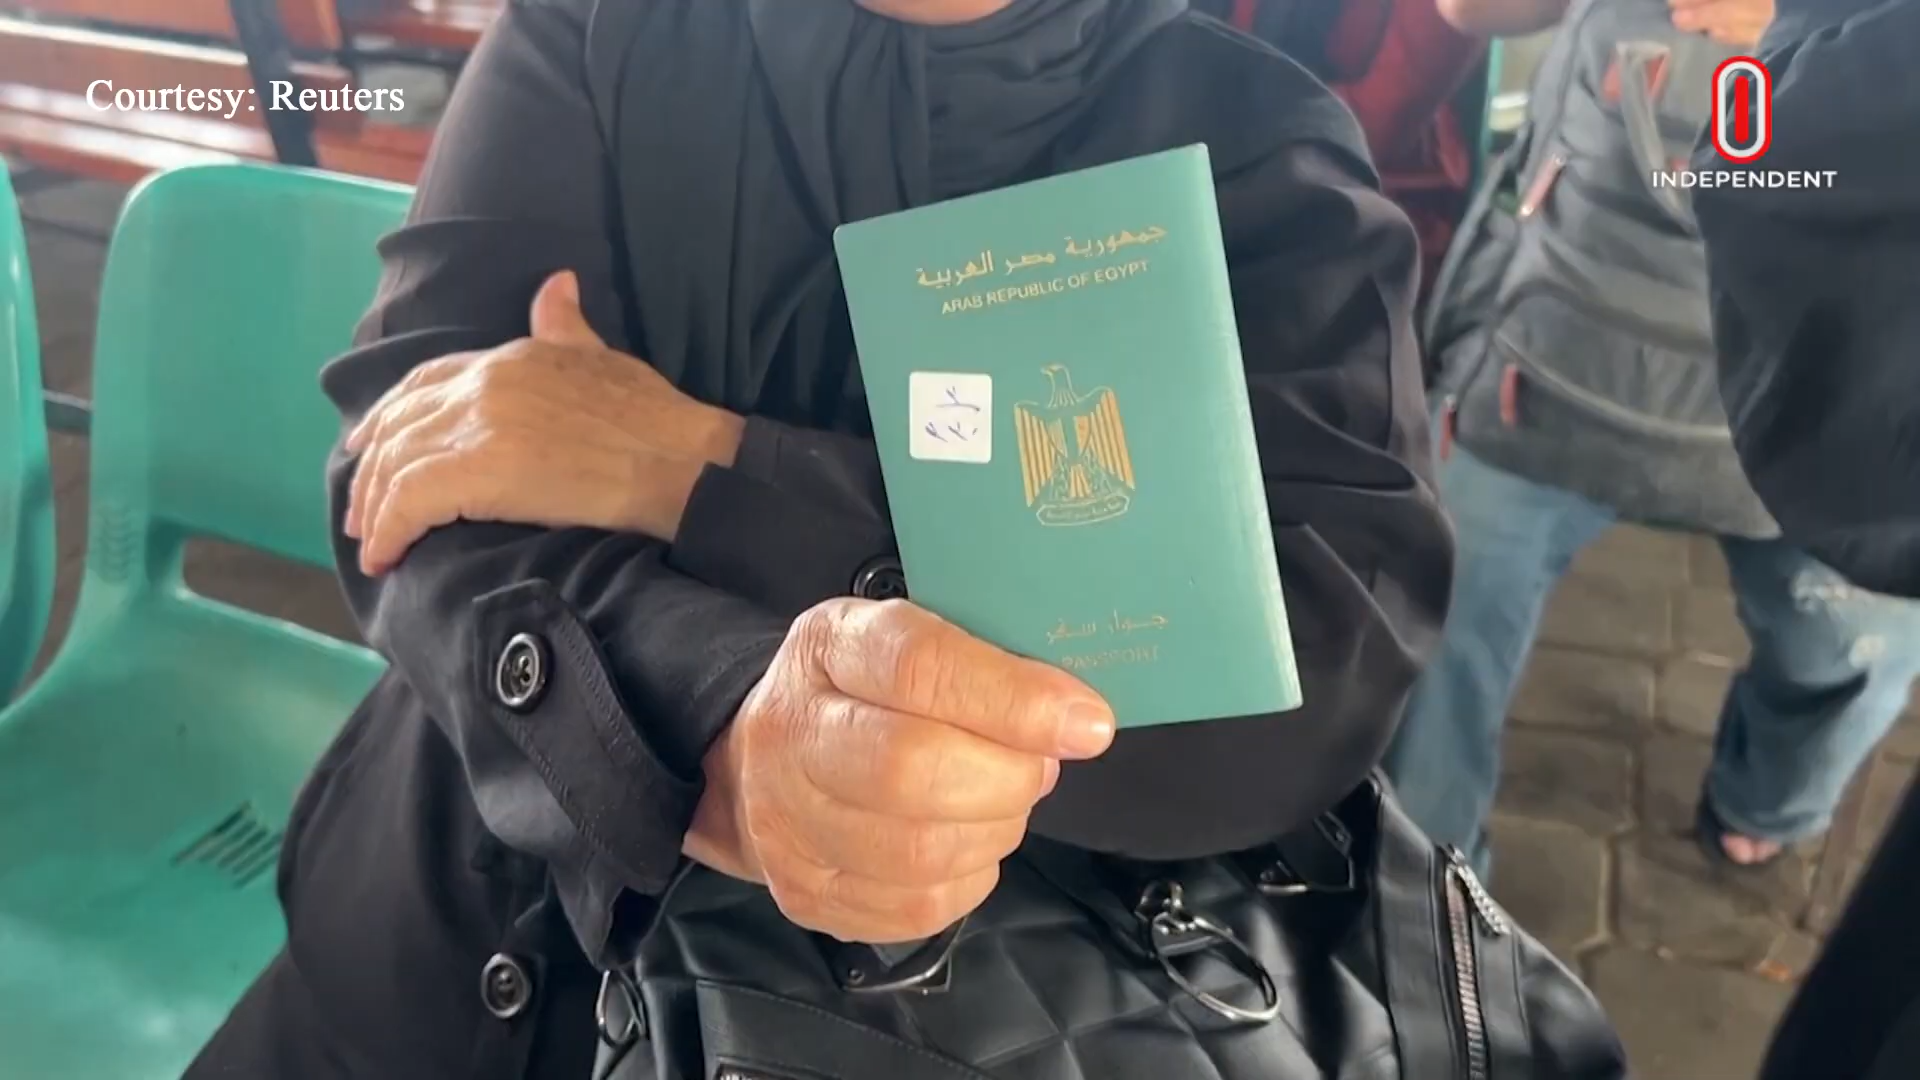 Courtesy: Reuters
INDEPENDENT
جمهورية مصر العربية
ARAB REPUBLIC OF EGYPT
جواز سفر
PASSPORT